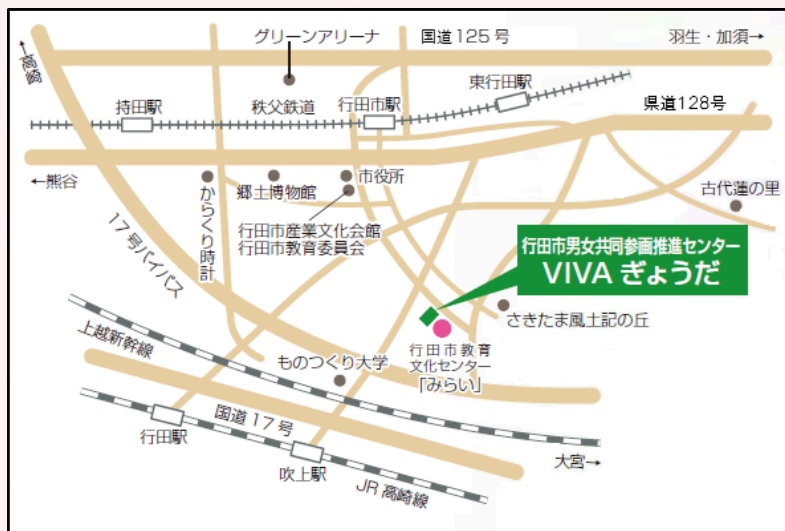 グリーンアリーナ
国道125号
羽生・加須→
←高崎
東行田駅
持田駅
秩父鉄道
行田市駅
県道128号
←熊谷
からくり時計
郷土博物館
市役所
古代蓮の里
行田市産業文化会館
行田市教育委員会
17号バイパス
行田市男女共同参画推進センター
VIVA ぎょうだ
さきたま風土記の丘
上越新幹線
ものつくり大学
行田市教育
文化センター
「みらい」
行田駅
国道17号
吹上駅
JR高崎線
大宮→